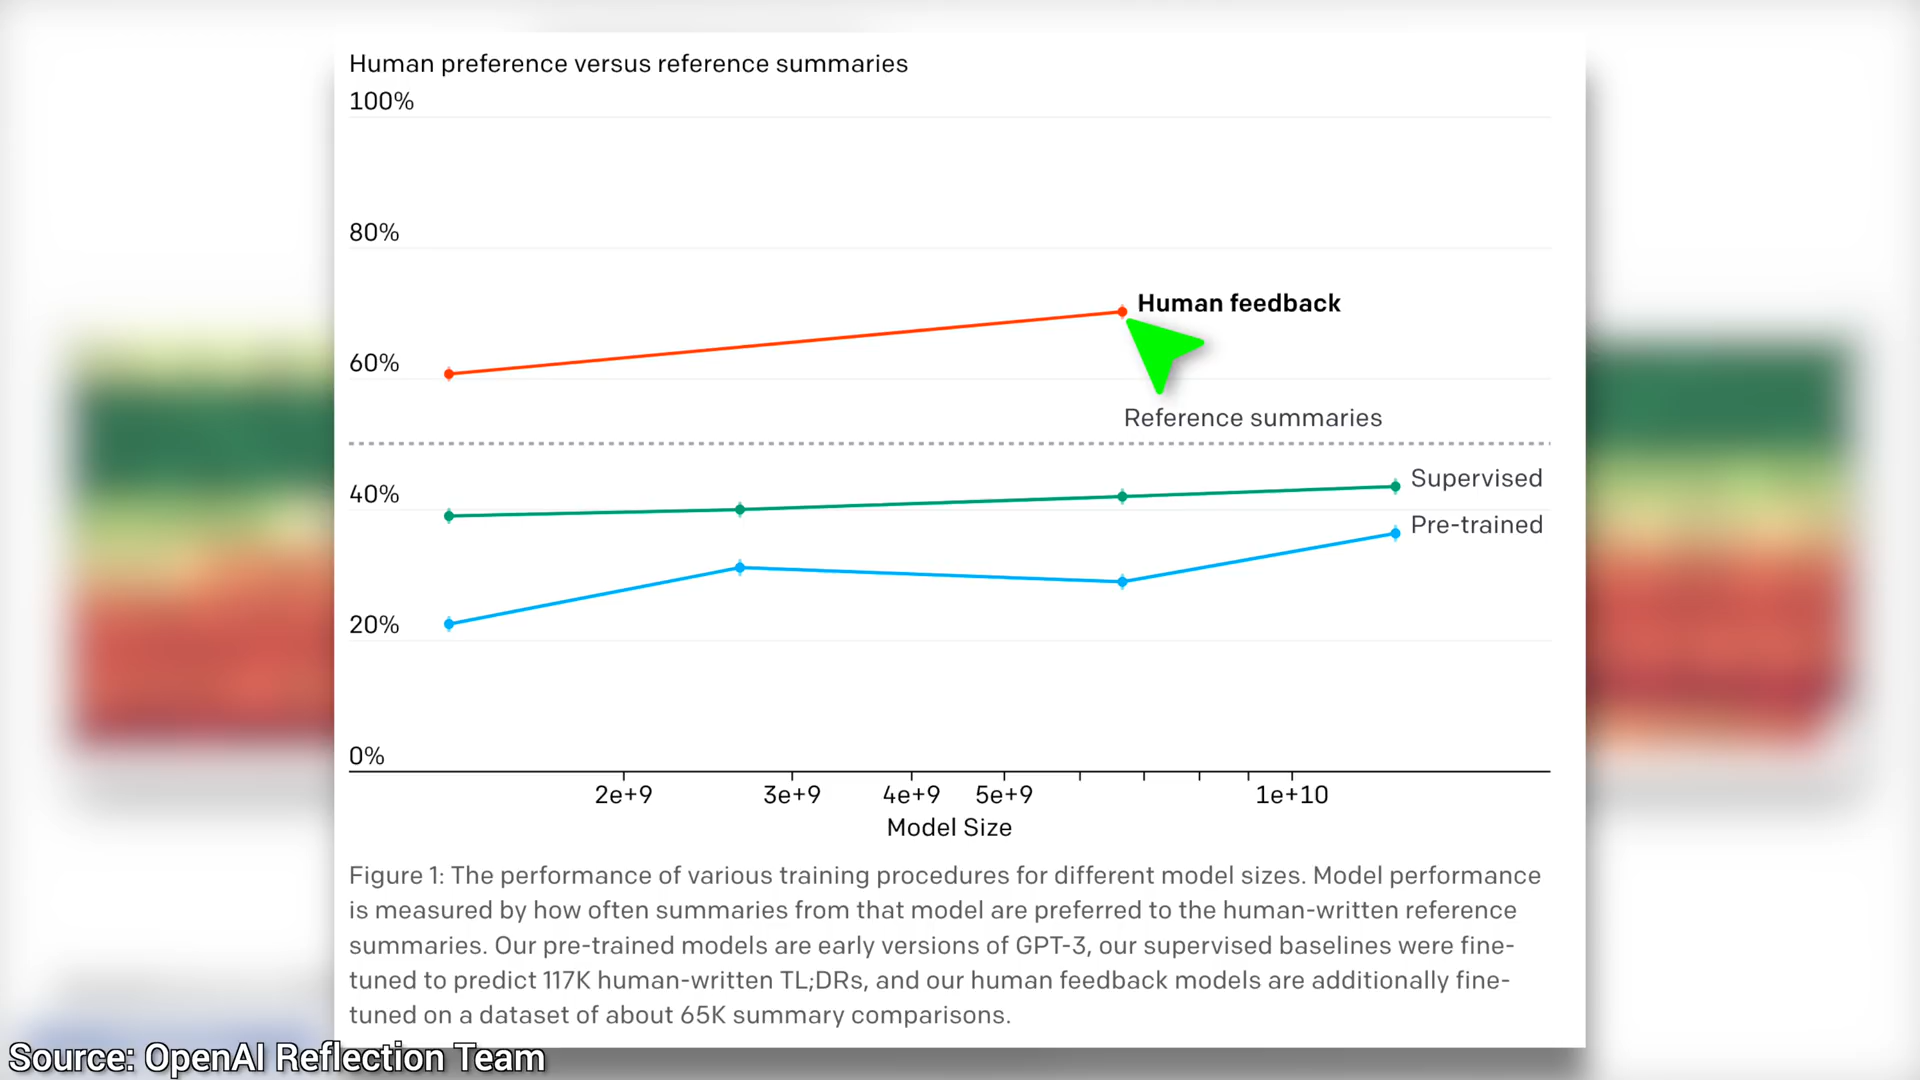 Human preference versus reference summaries
100%
80%
Human feedback
60%
Reference summaries
Supervised
40%
Pre-trained
20%
0%
2e+9 3e+9 4e+9 5e+9 1e+10
Model Size
Figure 1: The performance of various training procedures for different model sizes. Model performance
is measured by how often summaries from that model are preferred to the human-written reference
summaries. Our pre-trained models are early versions of GPT-3, our supervised baselines were fine-
tuned to predict 117K human-written TL;DRs, and our human feedback models are additionally fine-
tuned on a dataset of about 65K summary comparisons.
Source: OpenAI Reflection Team